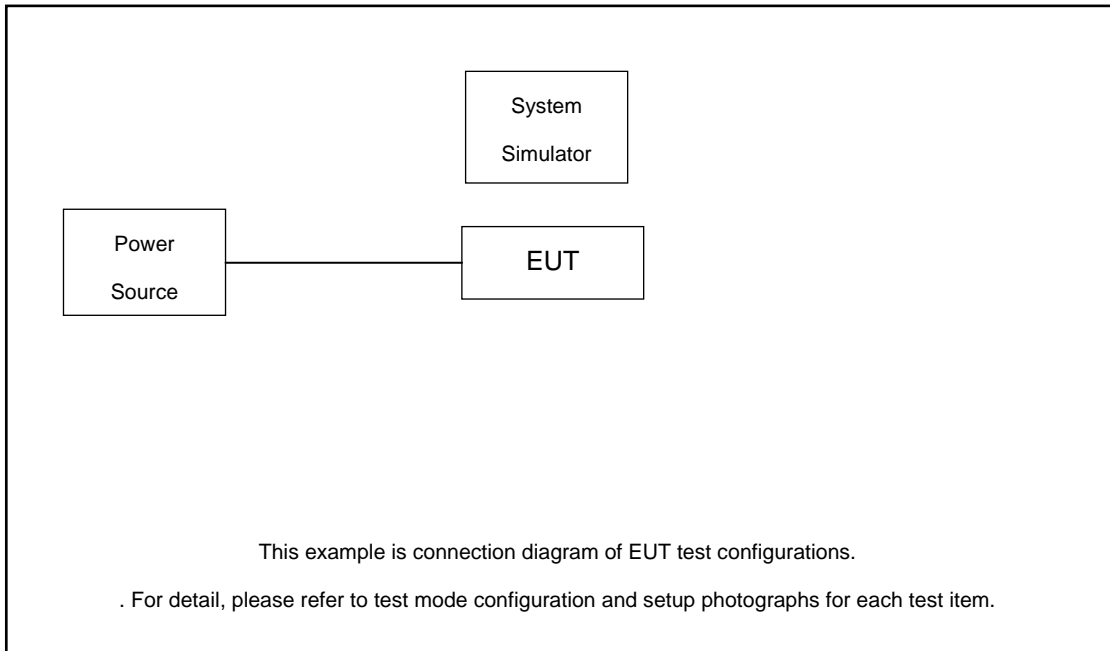 System
Simulator
Power
Source
EUT
This example is connection diagram of EUT test configurations.
. For detail, please refer to test mode configuration and setup photographs for each test item.